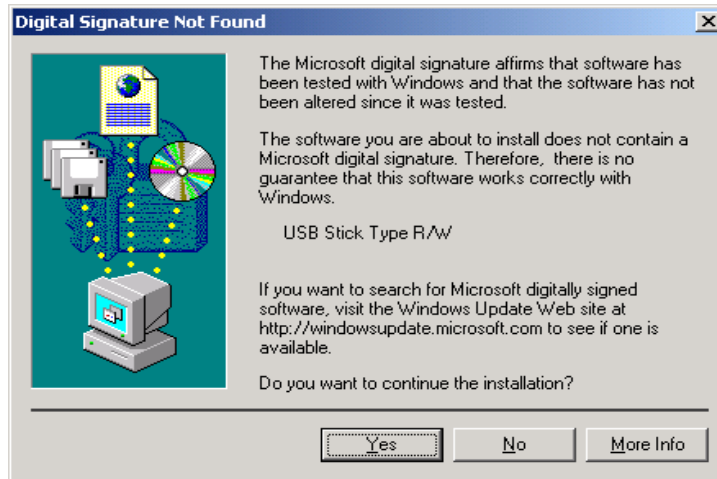 Digital Signature Not Found
The Microsoft digital signature affirms that software has
been tested with Windows and that the software has not
been altered since it was tested.
The software you are about to install does not contain a
Microsoft digital signature. Therefore, there is no
guarantee that this software works correctly with
Windows.
USB Stick Type R/W
If you want to search for Microsoft digitally signed
software, visit the Windows Update Web site at
http://windowsupdate.microsoft.com to see if one is
available.
Do you want to continue the installation?
Yes No More Info